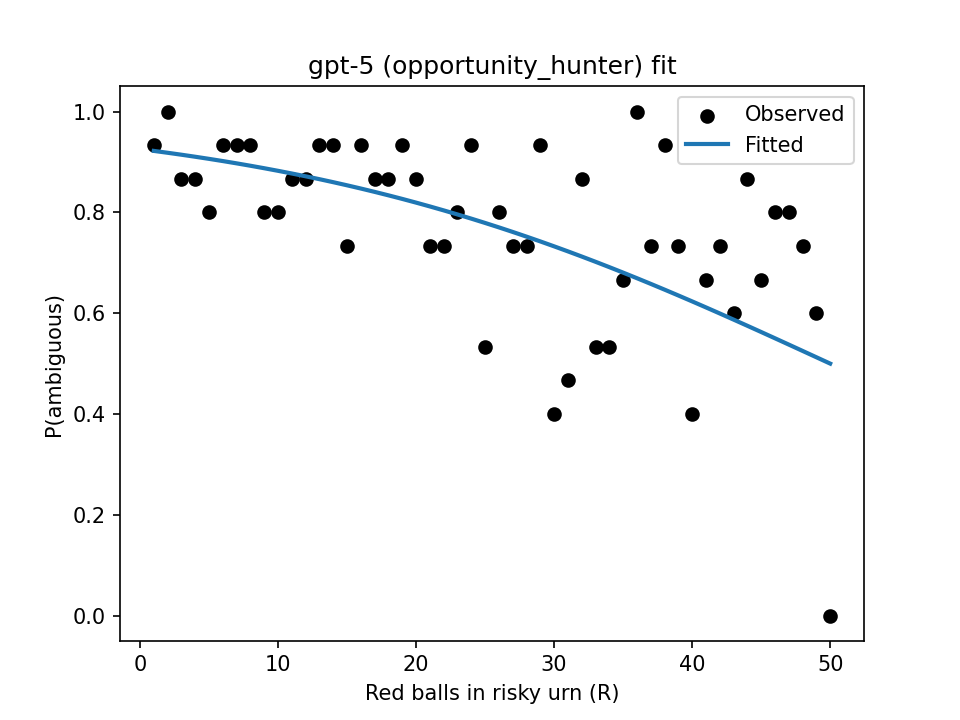 gpt-5 (opportunity_hunter) fit
Observed
Fitted
P(ambiguous)
1.0
0.8
0.6
0.4
0.2
0.0
0 10 20 30 40 50
Red balls in risky urn (R)